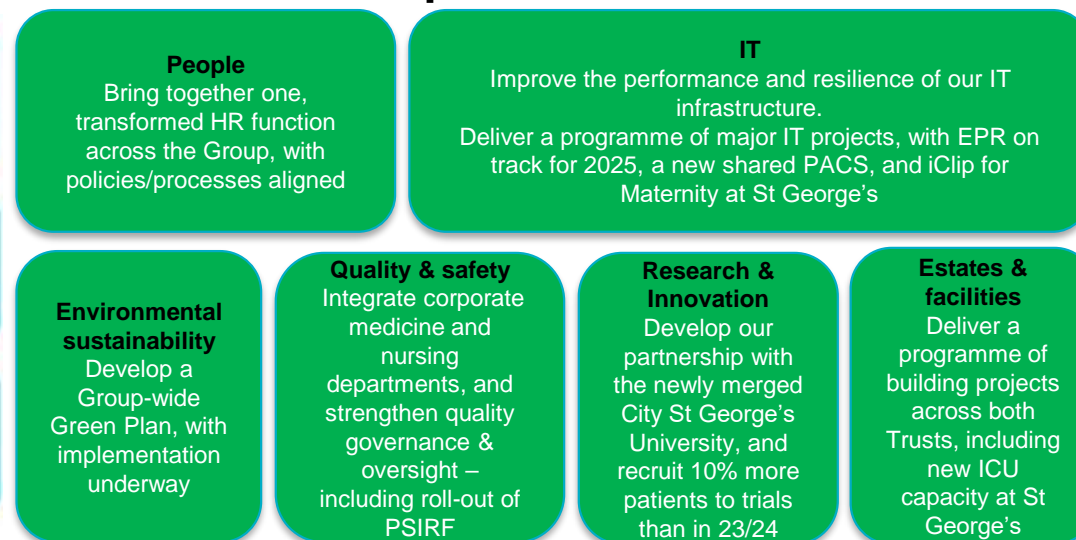 People
Bring together one,
transformed HR function
across the Group, with
policies/processes aligned
IT
Improve the performance and resilience of our IT
infrastructure.
Deliver a programme of major IT projects, with EPR on
track for 2025, a new shared PACS, and iClip for
Maternity at St George’s
Environmental
sustainability
Develop a
Group-wide
Green Plan, with
implementation
underway
Quality & safety
Integrate corporate
medicine and
nursing
departments, and
strengthen quality
governance &
oversight –
including roll-out of
PSIRF
Research &
Innovation
Develop our
partnership with
the newly merged
City St George’s
University, and
recruit 10% more
patients to trials
than in 23/24
Estates &
facilities
Deliver a
programme of
building projects
across both
Trusts, including
new ICU
capacity at St
George’s